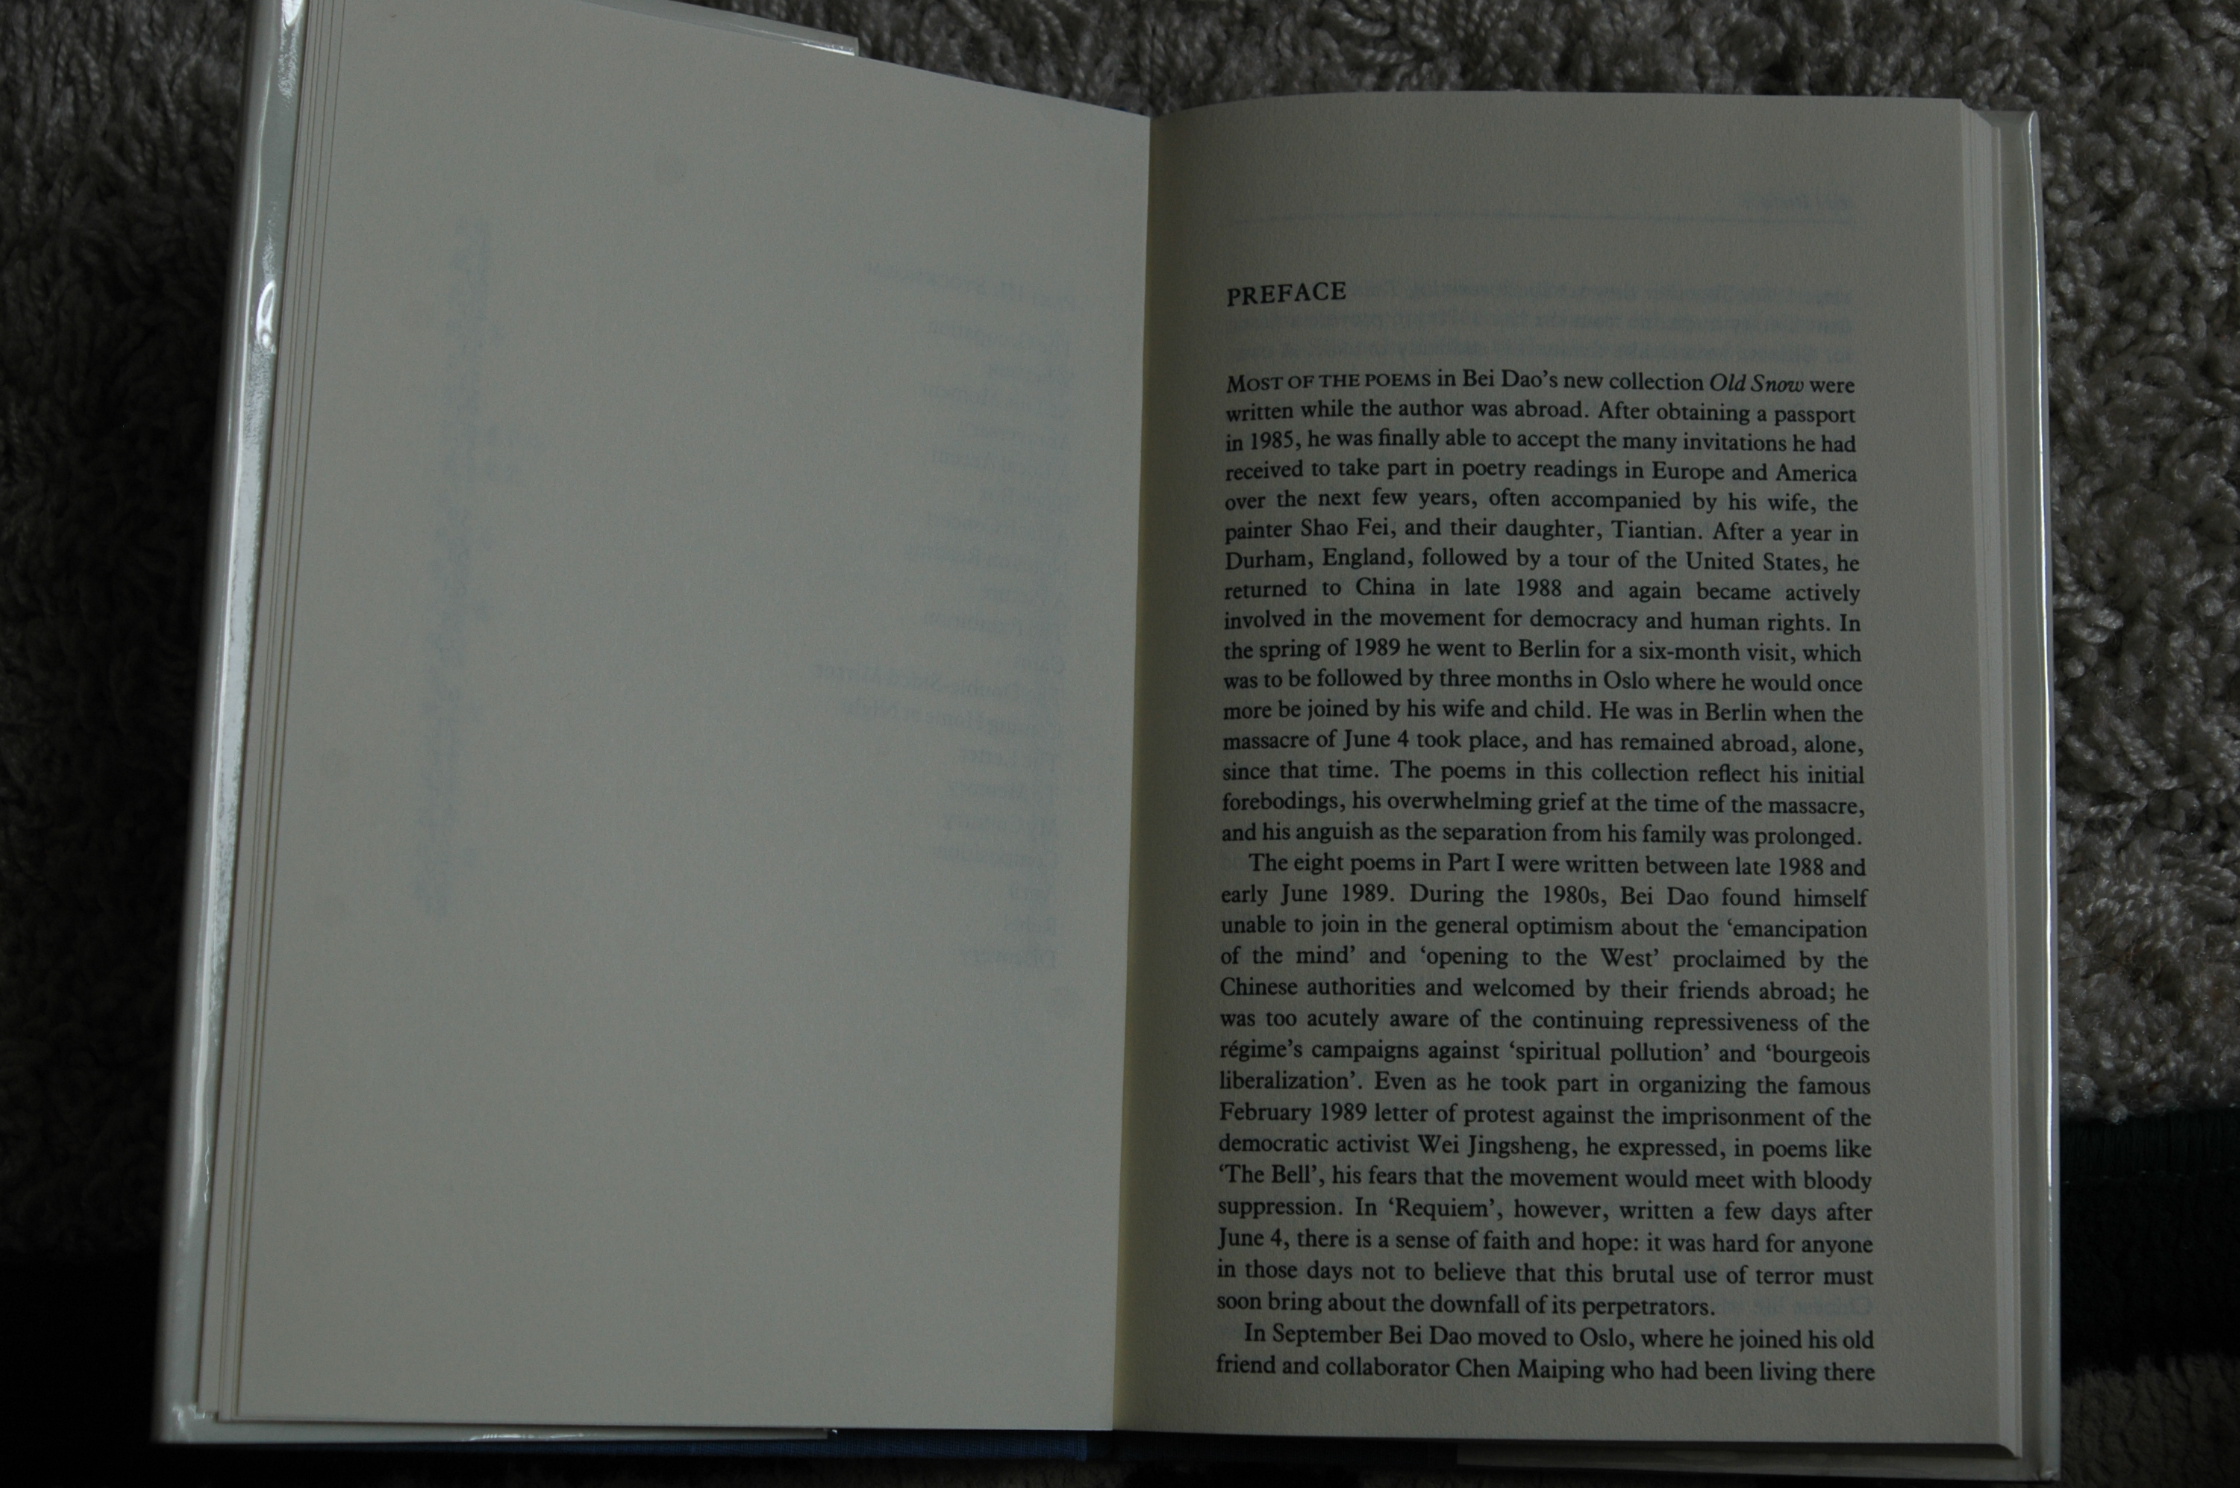 PREFACE
MOST OF THE POEMS in Bei Dao's new collection Old Snow were
written while the author was abroad. After obtaining a passport
in 1985, he was finally able to accept the many invitations he had
received to take part in poetry readings in Europe and America
over the next few years, often accompanied by his wife, the
painter Shao Fei, and their daughter, Tiantian. After a year in
Durham, England, followed by a tour of the United States, he
returned to China in late 1988 and again became actively
involved in the movement for democracy and human rights. In
the spring of 1989 he went to Berlin for a six-month visit, which
was to be followed by three months in Oslo where he would once
more be joined by his wife and child. He was in Berlin when the
massacre of June 4 took place, and has remained abroad, alone,
since that time. The poems in this collection reflect his initial
forebodings, his overwhelming grief at the time of the massacre,
and his anguish as the separation from his family was prolonged.
The eight poems in Part I were written between late 1988 and
early June 1989. During the 1980s, Bei Dao found himself
unable to join in the general optimism about the ‘emancipation
of the mind’ and ‘opening to the West’ proclaimed by the
Chinese authorities and welcomed by their friends abroad; he
was too acutely aware of the continuing repressiveness of the
régime's campaigns against ‘spiritual pollution’ and ‘bourgeois
liberalization’. Even as he took part in organizing the famous
February 1989 letter of protest against the imprisonment of the
democratic activist Wei Jingsheng, he expressed, in poems like
‘The Bell’, his fears that the movement would meet with bloody
suppression. In ‘Requiem’, however, written a few days after
June 4, there is a sense of faith and hope: it was hard for anyone
in those days not to believe that this brutal use of terror must
soon bring about the downfall of its perpetrators.
In September Bei Dao moved to Oslo, where he joined his old
friend and collaborator Chen Maiping who had been living there